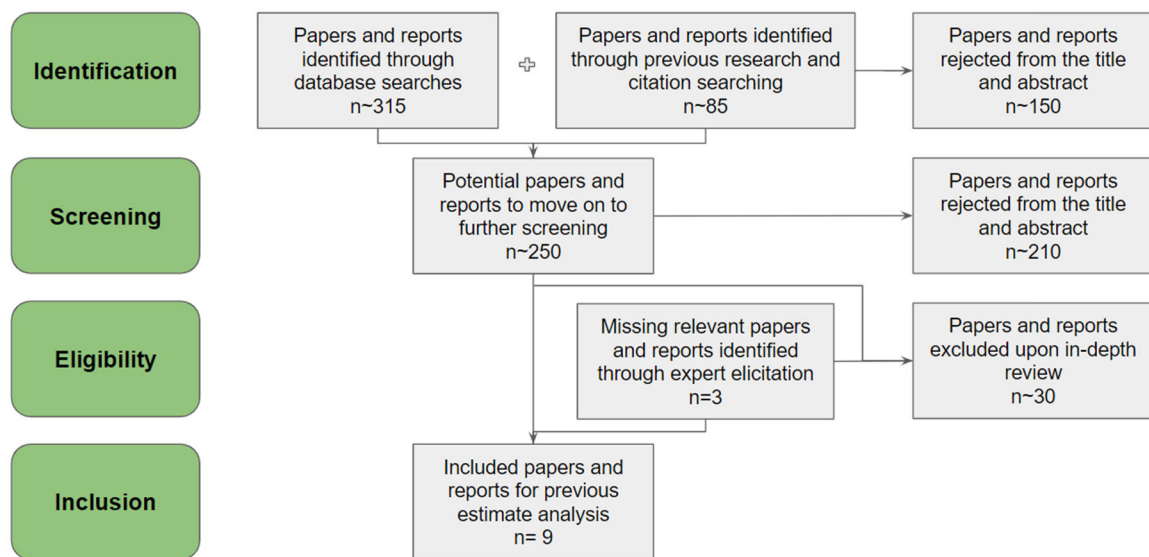 Identification
Papers and reports
identified through
database searches
n~315
Papers and reports identified
through previous research and
citation searching
n~85
Papers and reports
rejected from the title
and abstract
n~150
Screening
Potential papers and
reports to move on to
further screening
n~250
Papers and reports
rejected from the title
and abstract
n~210
Eligibility
Missing relevant papers
and reports identified
through expert elicitation
n=3
Papers and reports
excluded upon in-depth
review
n~30
Inclusion
Included papers and
reports for previous
estimate analysis
n= 9